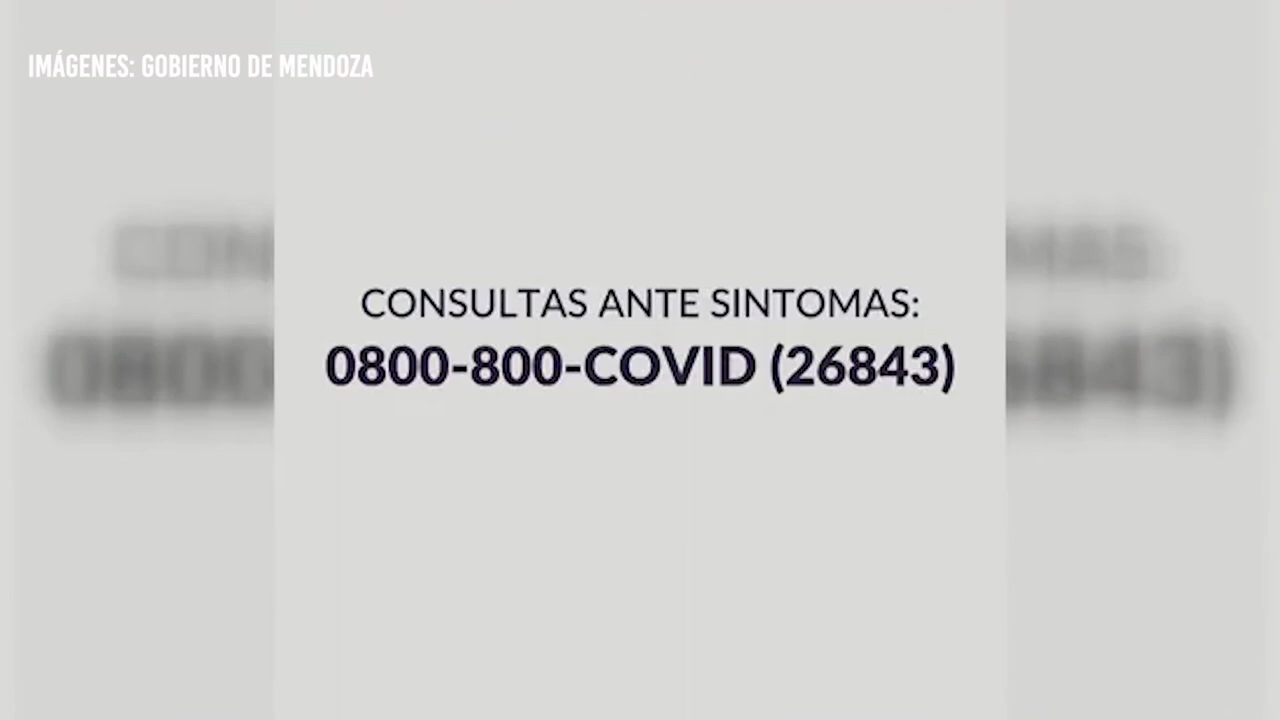 IMÁGENES: GOBIERNO DE MENDOZA
CONSULTAS ANTE SINTOMAS:
0800-800-COVID (26843)